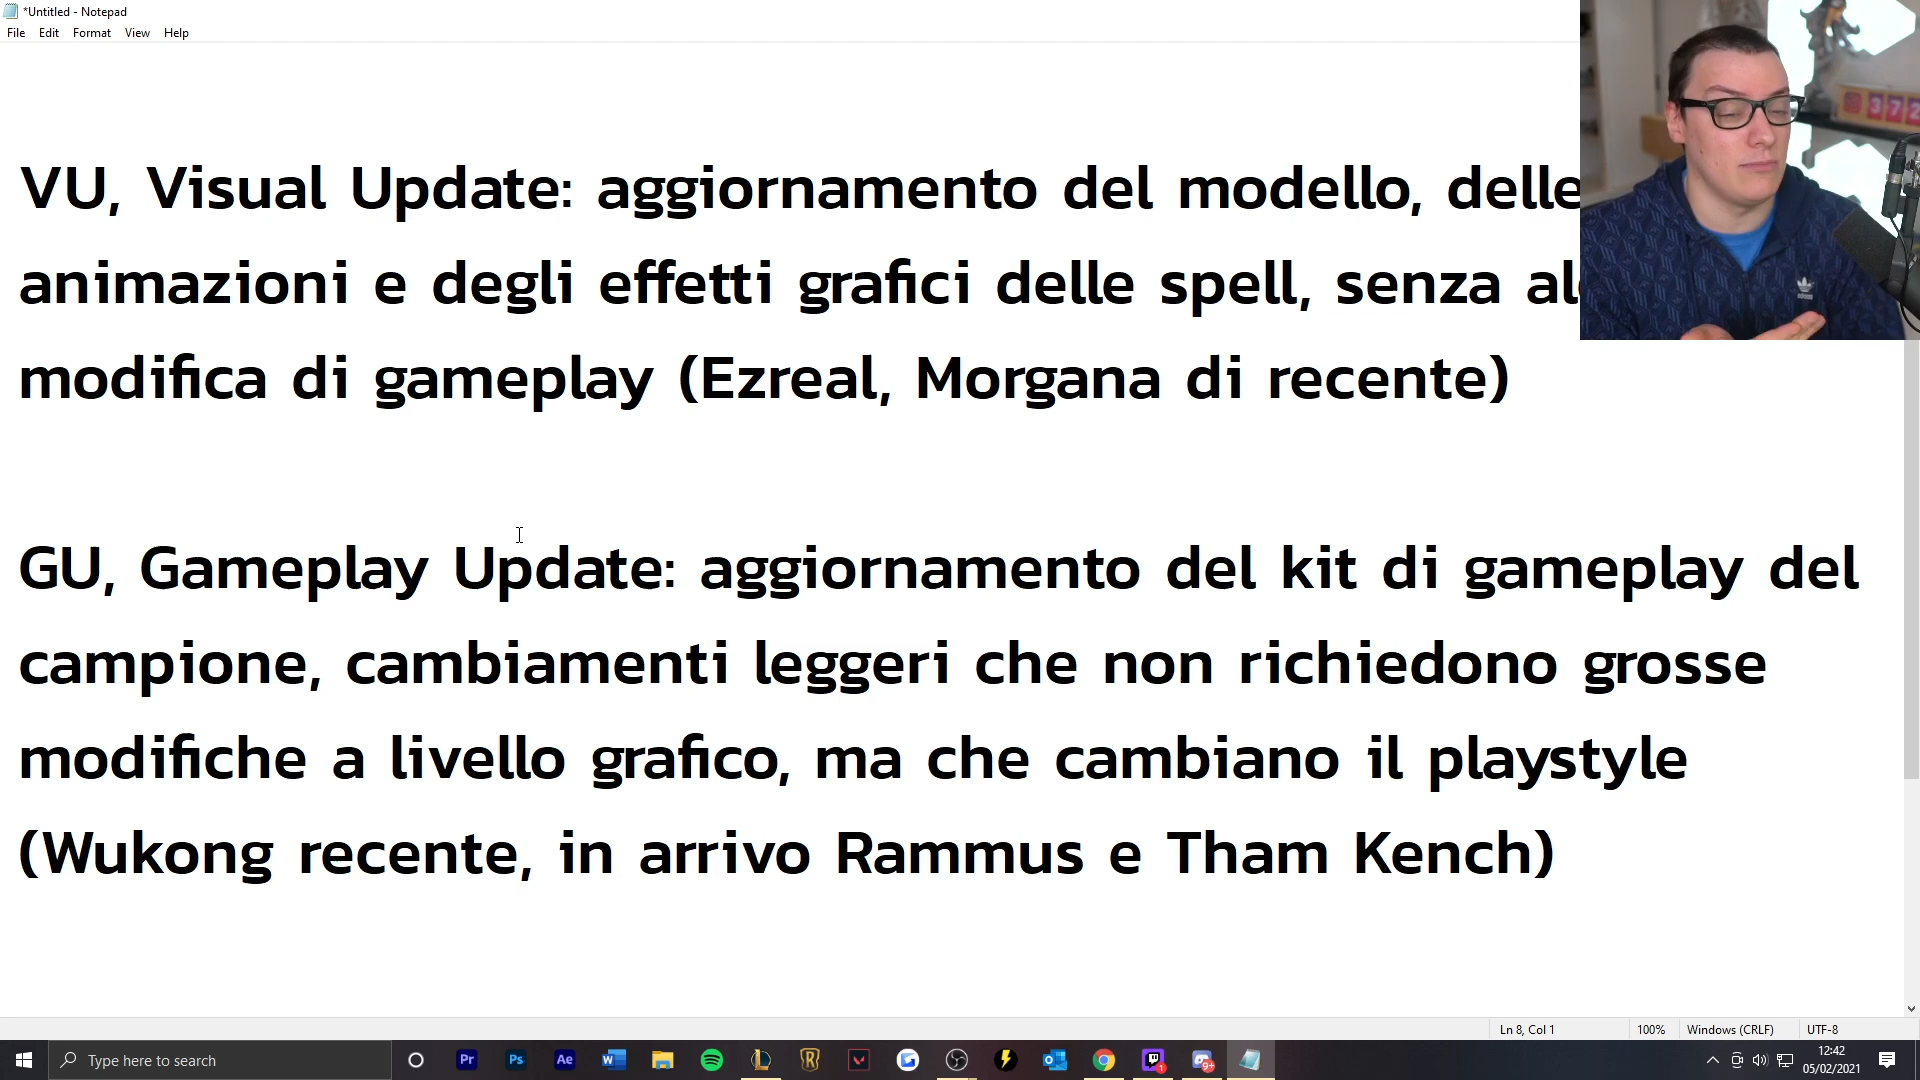 *Untitled - Notepad
File Edit Format View Help
VU, Visual Update: aggiornamento del modello, delle
animazioni e degli effetti grafici delle spell, senza
modifica di gameplay (Ezreal, Morgana di recente)
GU, Gameplay Update: aggiornamento del kit di gameplay del
campione, cambiamenti leggeri che non richiedono grosse
modifiche a livello grafico, ma che cambiano il playstyle
(Wukong recente, in arrivo Rammus e Tham Kench)
Ln 8, Col 1 100% Windows (CRLF) UTF-8
Type here to search
Pr Ps Ae
12:42
05/02/2021